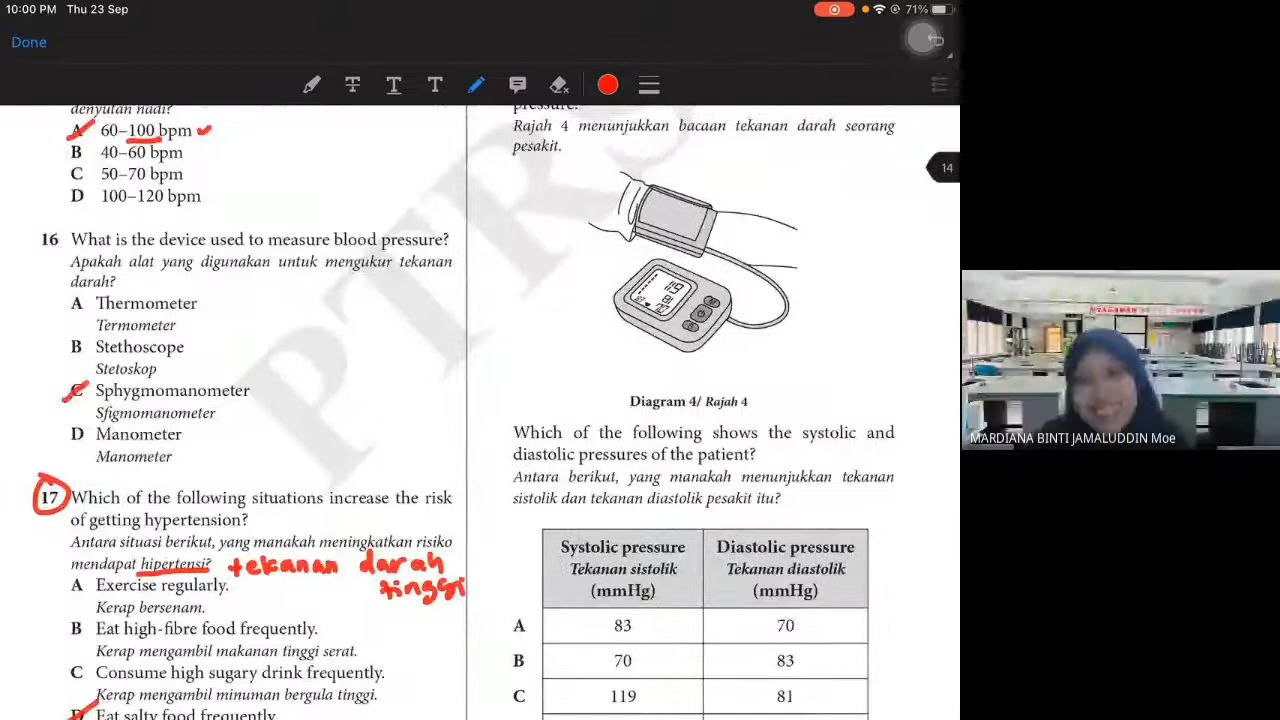 10:00 PM Thu 23 Sep
71%
Done
T T T
denyutan nadi?
A 60–100 bpm
B 40–60 bpm
C 50–70 bpm
D 100–120 bpm
16 What is the device used to measure blood pressure?
Apakah alat yang digunakan untuk mengukur tekanan
darah?
A Thermometer
Termometer
B Stethoscope
Stetoskop
C Sphygmomanometer
Sfigmomanometer
D Manometer
Manometer
17 Which of the following situations increase the risk
of getting hypertension?
Antara situasi berikut, yang manakah meningkatkan risiko
mendapat hipertensi? tekanan darah
tinggi
A Exercise regularly.
Kerap bersenam.
B Eat high-fibre food frequently.
Kerap mengambil makanan tinggi serat.
C Consume high sugary drink frequently.
Kerap mengambil minuman bergula tinggi.
D Eat salty food frequently.
pressure.
Rajah 4 menunjukkan bacaan tekanan darah seorang
pesakit.
14
119
81
Diagram 4/ Rajah 4
Which of the following shows the systolic and
diastolic pressures of the patient?
Antara berikut, yang manakah menunjukkan tekanan
sistolik dan tekanan diastolik pesakit itu?
Systolic pressure Diastolic pressure
Tekanan sistolik Tekanan diastolik
(mmHg) (mmHg)
A 83 70
B 70 83
C 119 81
PTRS
MARDIANA BINTI JAMALUDDIN Moe